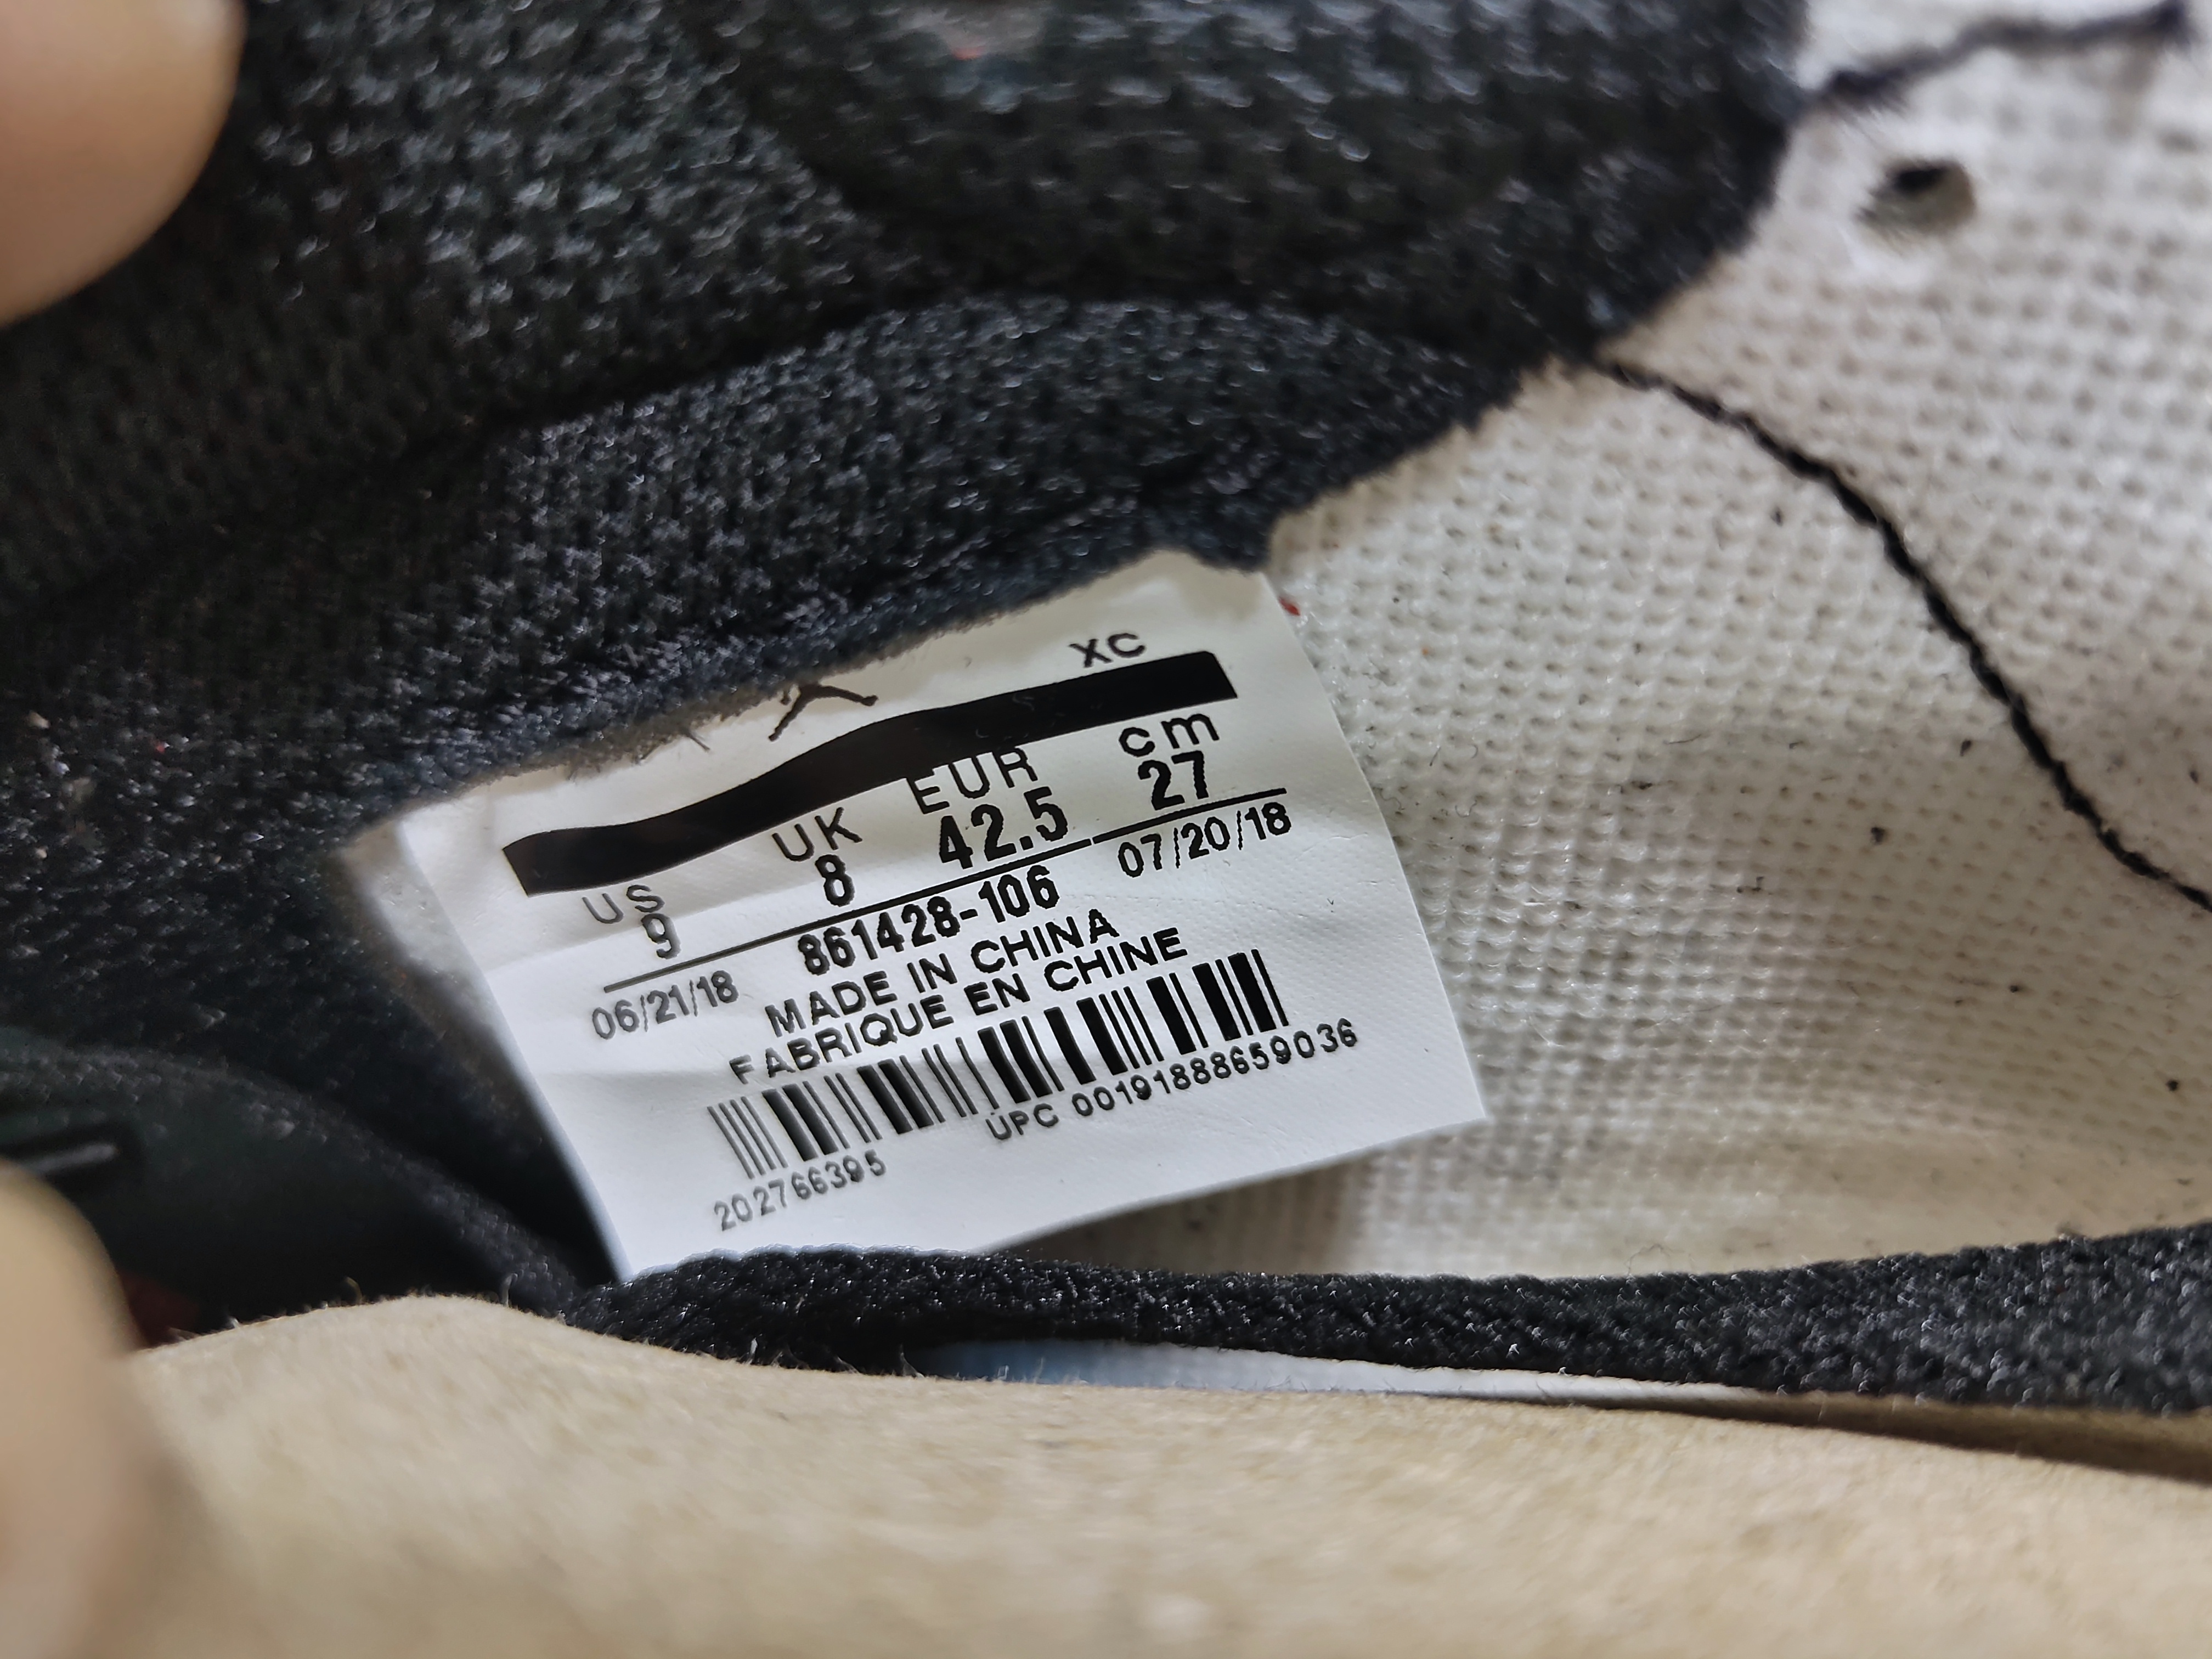 XC
US UK EUR cm
9 8 42.5 27
06/21/18 861428-106 07/20/18
MADE IN CHINA
FABRIQUE EN CHINE
202766395 UPC 00191888659036